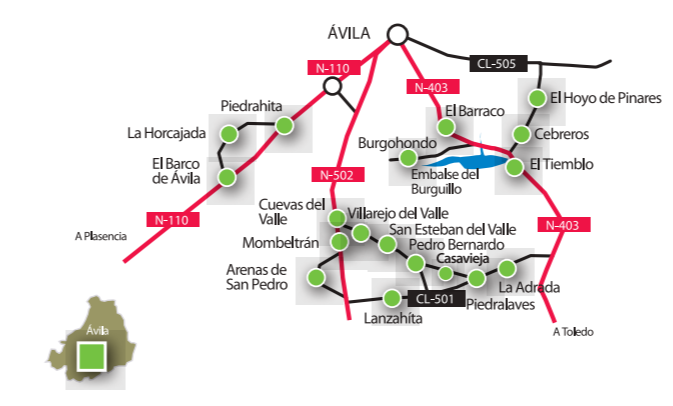 ÁVILA
CL-505
N-110
N-403
El Hoyo de Pinares
Piedrahita
El Barraco
La Horcajada
Cebreros
Burgohondo
El Barco
de Ávila
El Tiemblo
Embalse del
Burguillo
N-502
Cuevas del
Valle
Villarejo del Valle
N-110
N-403
San Esteban del Valle
A Plasencia
Mombeltrán
Pedro Bernardo
Casavieja
Arenas de
San Pedro
La Adrada
CL-501
Piedralaves
Lanzahíta
Ávila
A Toledo